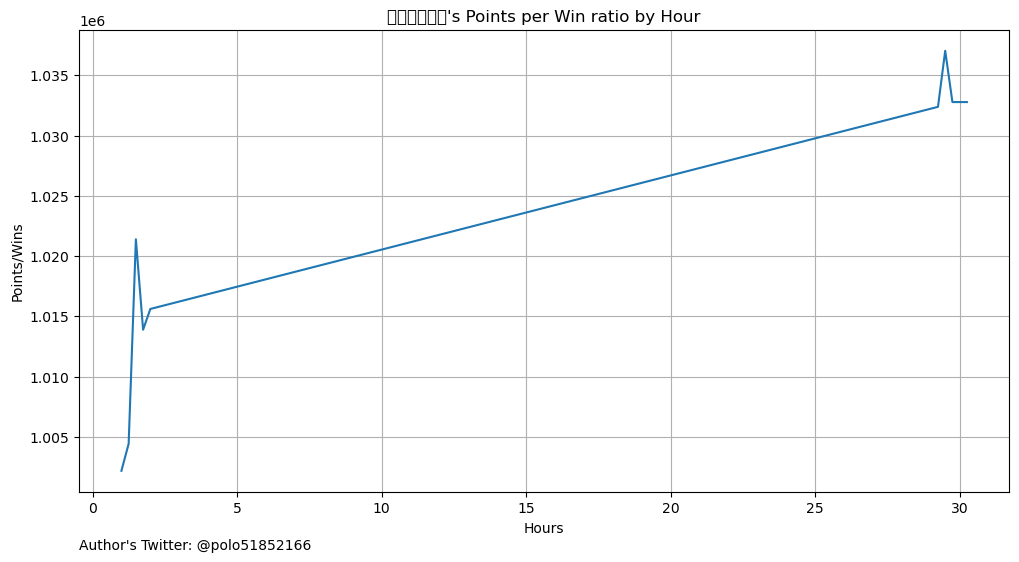 1e6
▯▯▯▯▯▯'s Points per Win ratio by Hour
1.035
1.030
1.025
1.020
1.015
1.010
1.005
Points/Wins
0 5 10 15 20 25 30
Hours
Author's Twitter: @polo51852166